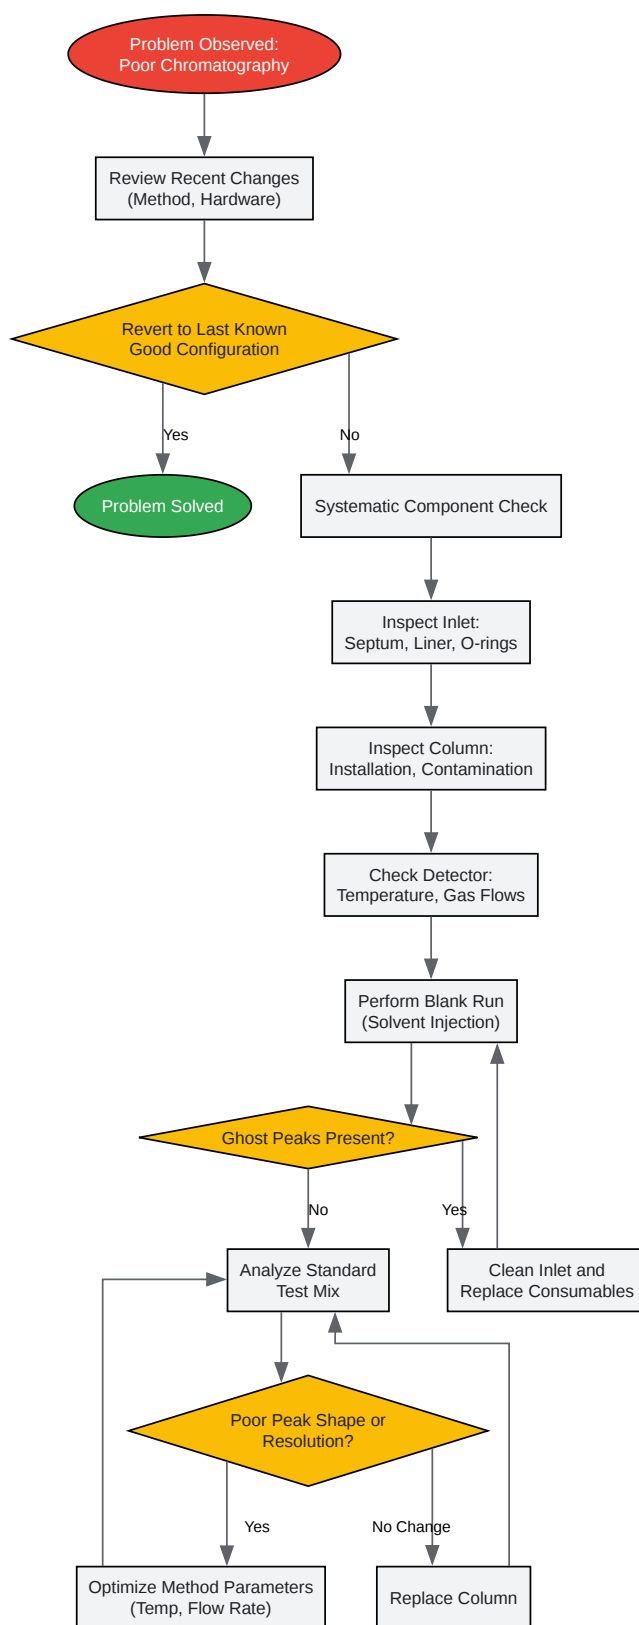 Problem Observed:
Poor Chromatography
Review Recent Changes
(Method, Hardware)
Revert to Last Known
Good Configuration
Yes
No
Problem Solved
Systematic Component Check
Inspect Inlet:
Septum, Liner, O-rings
Inspect Column:
Installation, Contamination
Check Detector:
Temperature, Gas Flows
Perform Blank Run
(Solvent Injection)
Ghost Peaks Present?
No
Yes
Analyze Standard
Test Mix
Clean Inlet and
Replace Consumables
Poor Peak Shape or
Resolution?
Yes
No Change
Optimize Method Parameters
(Temp, Flow Rate)
Replace Column